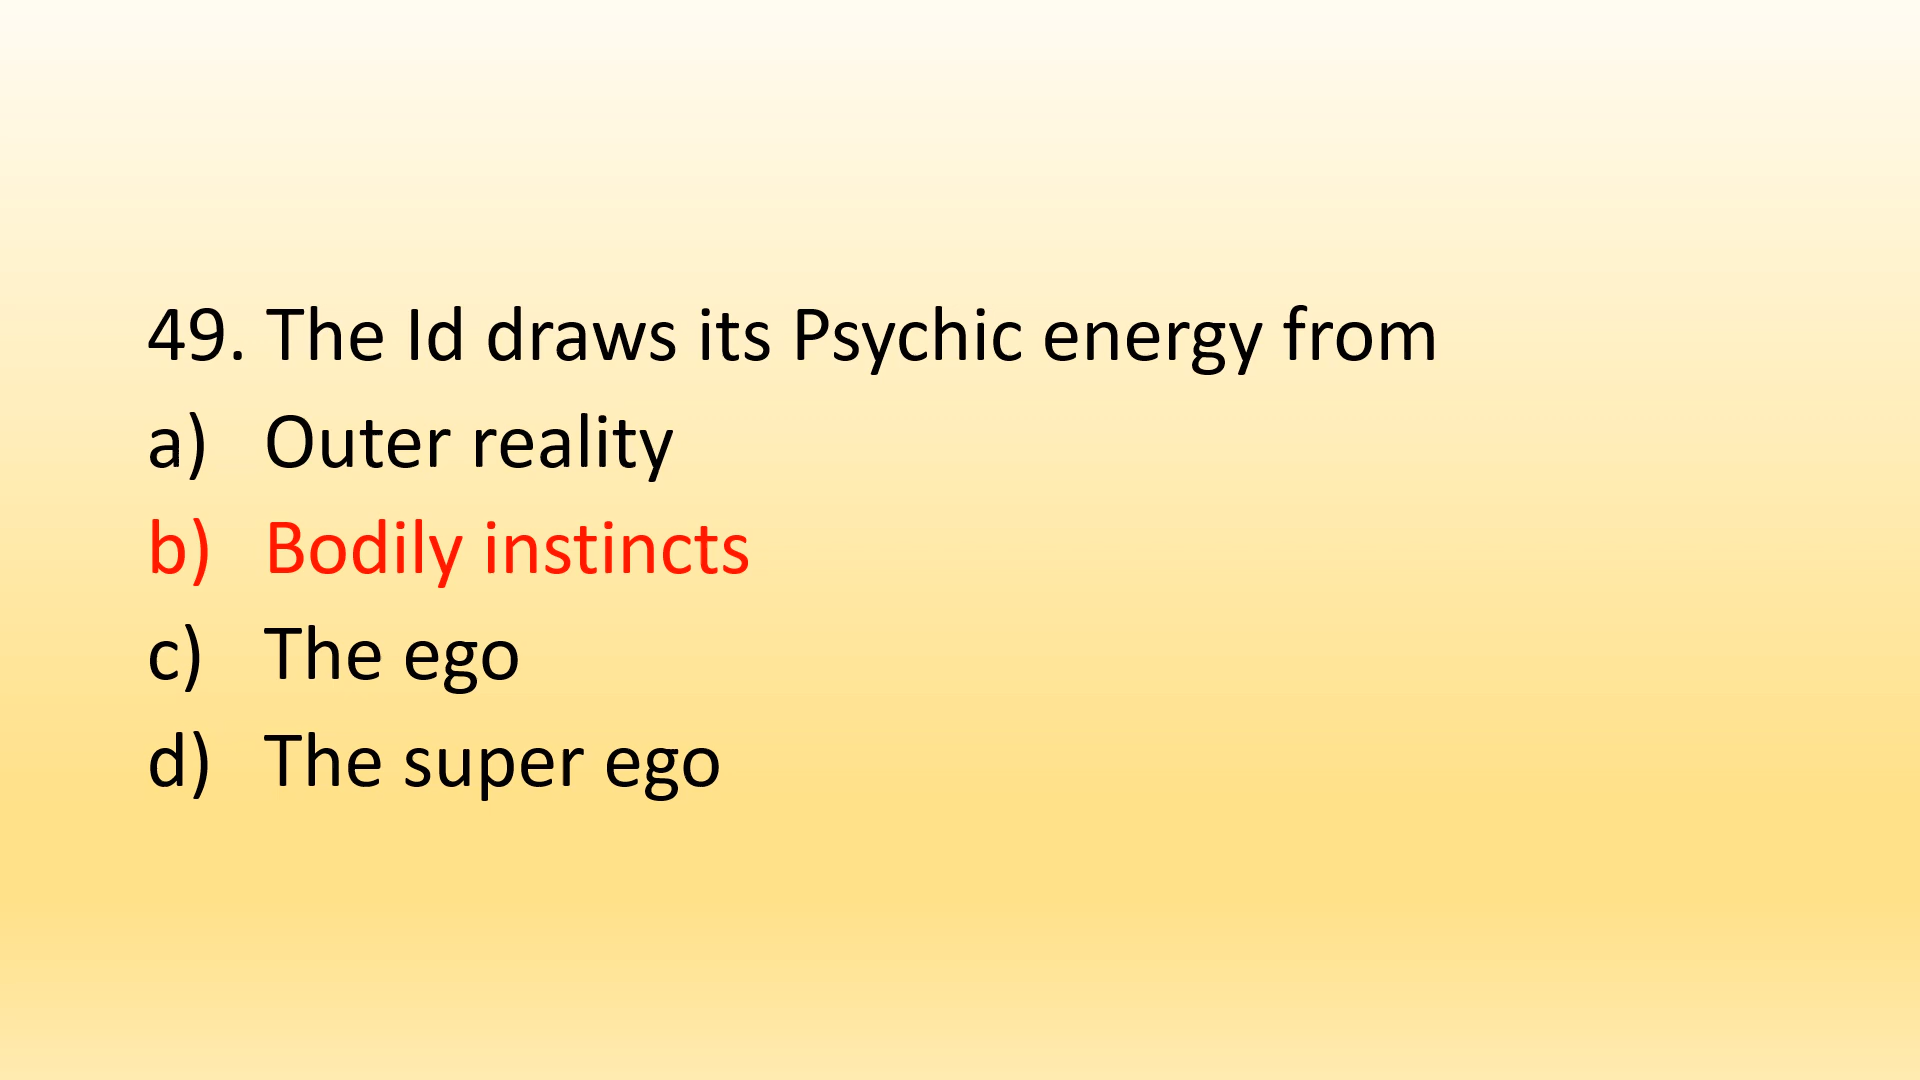 49. The Id draws its Psychic energy from
a) Outer reality
b) Bodily instincts
c) The ego
d) The super ego